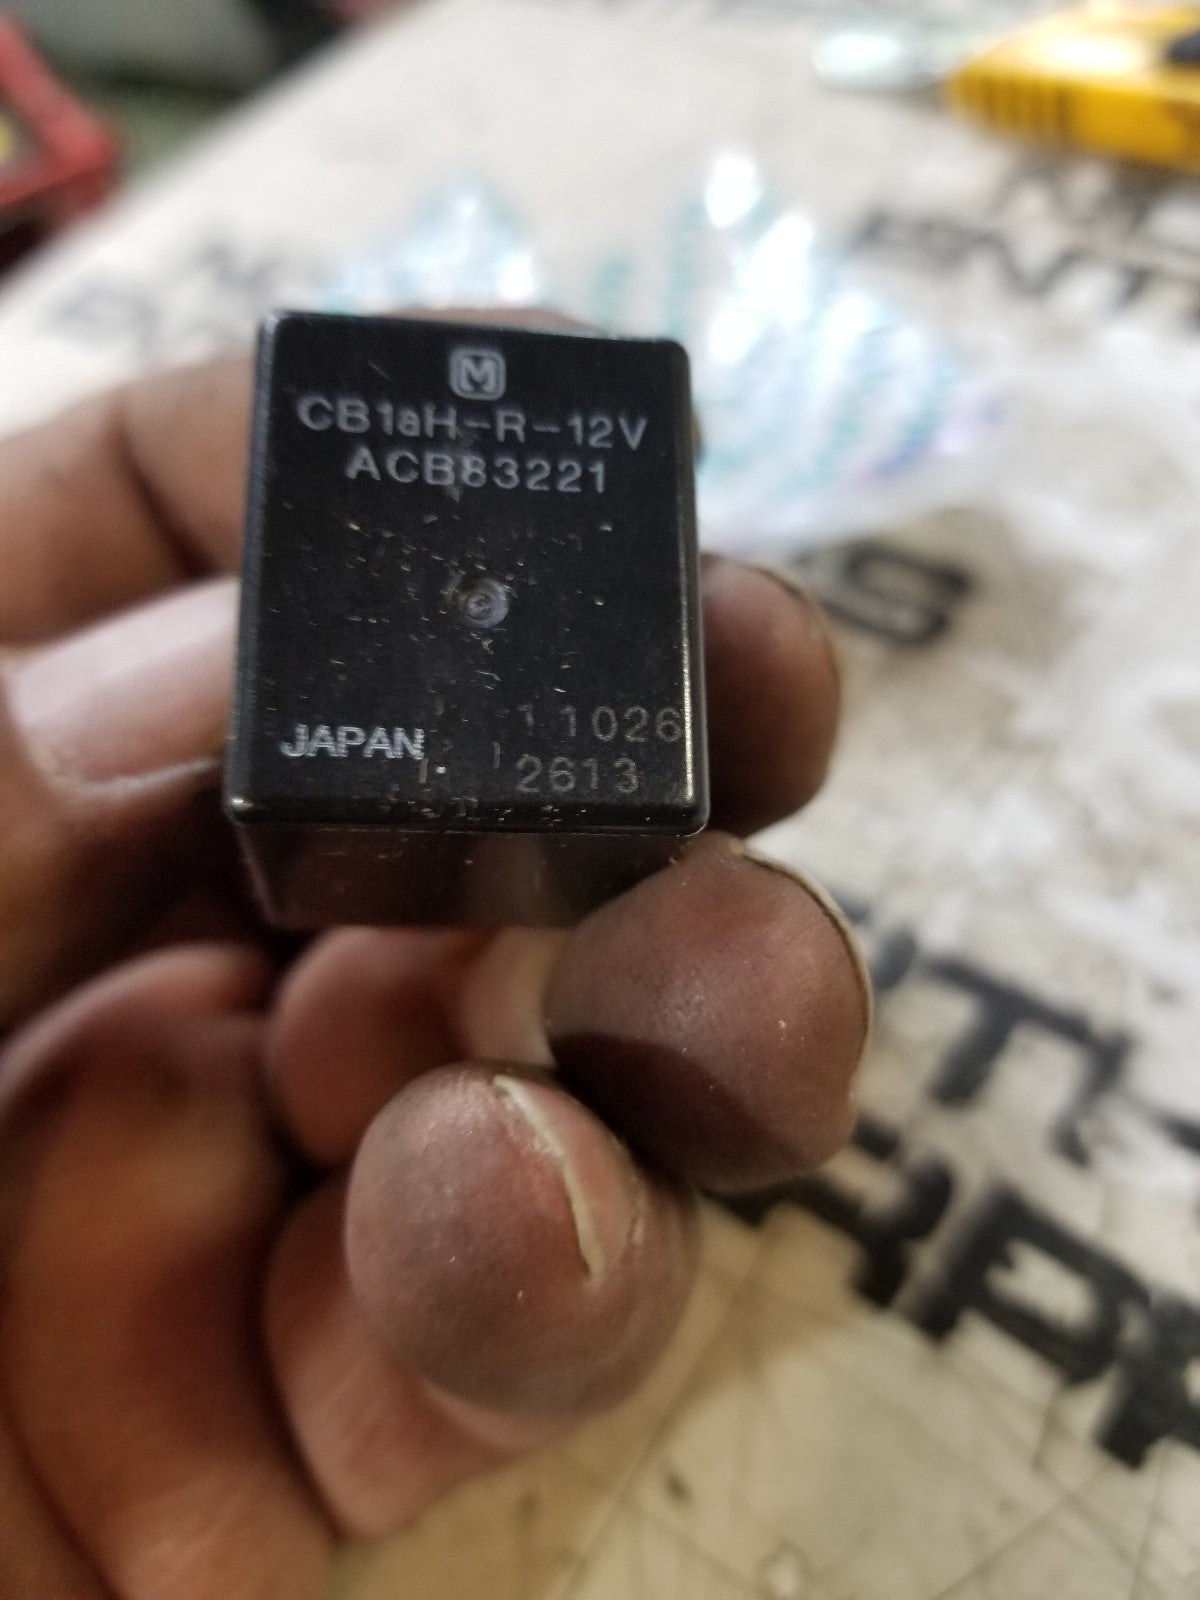 M
CB1aH-R-12V
ACB83221
JAPAN
11026
2613